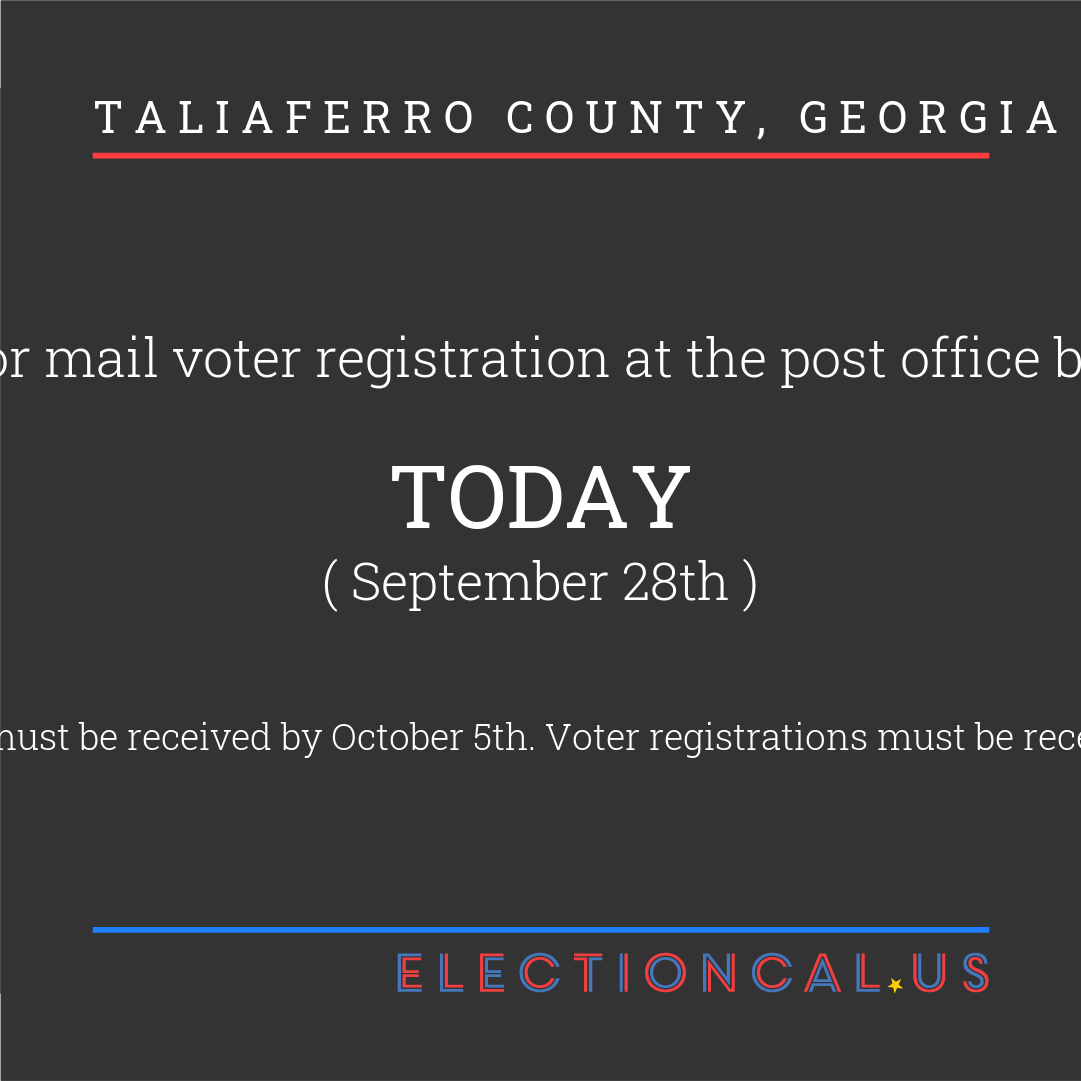 TALIAFERRO COUNTY, GEORGIA
or mail voter registration at the post office b
TODAY
( September 28th )
must be received by October 5th. Voter registrations must be rece
ELECTIONCAL.US